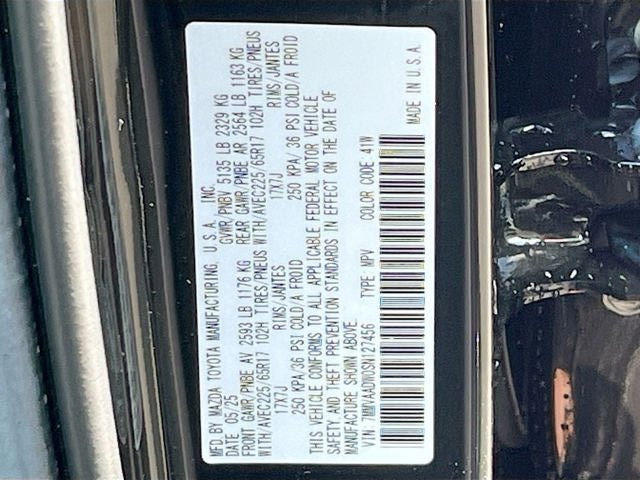 MFD.BY MAZDA TOYOTA MANUFACTURING, U.S.A., INC.
DATE 05/25 GVWR/PNBV 5135 LB 2329 KG
FRONT GAWR/PNBE AV 2593 LB 1176 KG REAR GAWR/PNBE AR 2564 LB 1163 KG
WITH/AVEC225/65R17 102H TIRES/PNEUS WITH/AVEC225/65R17 102H TIRES/PNEUS
17X7J RIMS/JANTES 17X7J RIMS/JANTES
250 KPA/36 PSI COLD/A FROID 250 KPA/36 PSI COLD/A FROID
THIS VEHICLE CONFORMS TO ALL APPLICABLE FEDERAL MOTOR VEHICLE
SAFETY AND THEFT PREVENTION STANDARDS IN EFFECT ON THE DATE OF
MANUFACTURE SHOWN ABOVE.
VIN: TYPE: MPV COLOR CODE: 41W
MADE IN U.S.A.